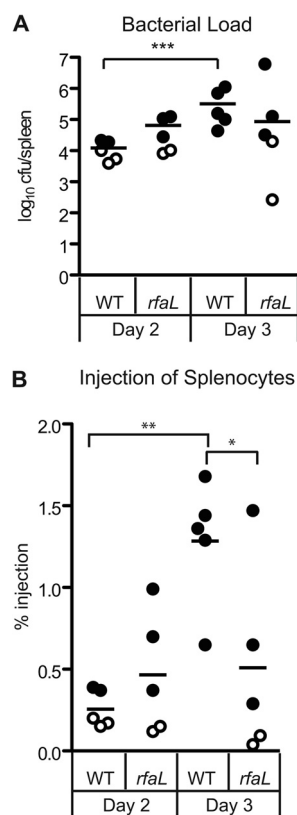 A
Bacterial Load
***
7
6
5
4
3
2
1
0
log10 cfu/spleen
WT rfaL WT rfaL
Day 2 Day 3
B
Injection of Splenocytes
** *
2.0
1.5
1.0
0.5
0.0
% injection
WT rfaL WT rfaL
Day 2 Day 3